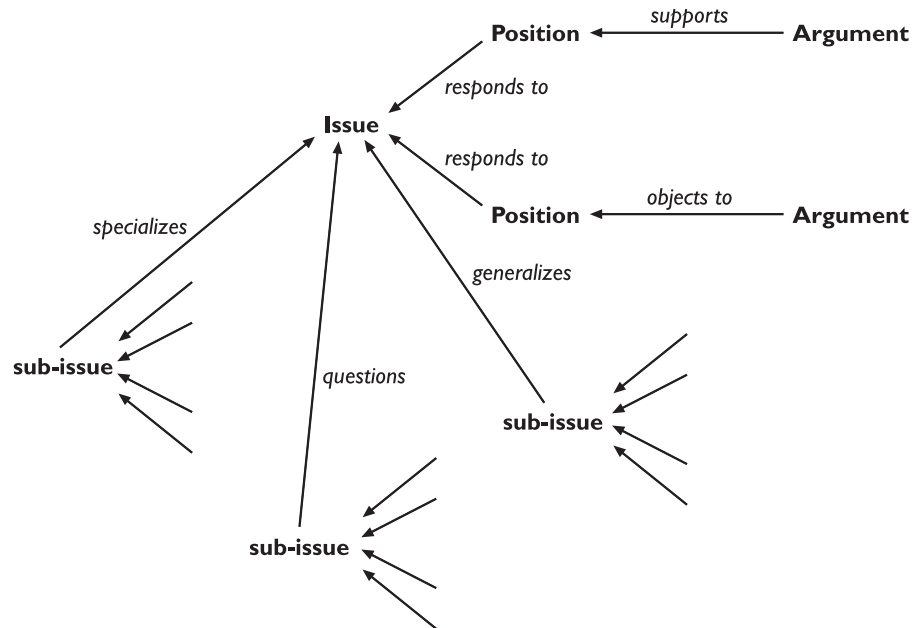 Position
supports
Argument
responds to
Issue
responds to
Position
objects to
Argument
specializes
generalizes
sub-issue
questions
sub-issue
sub-issue